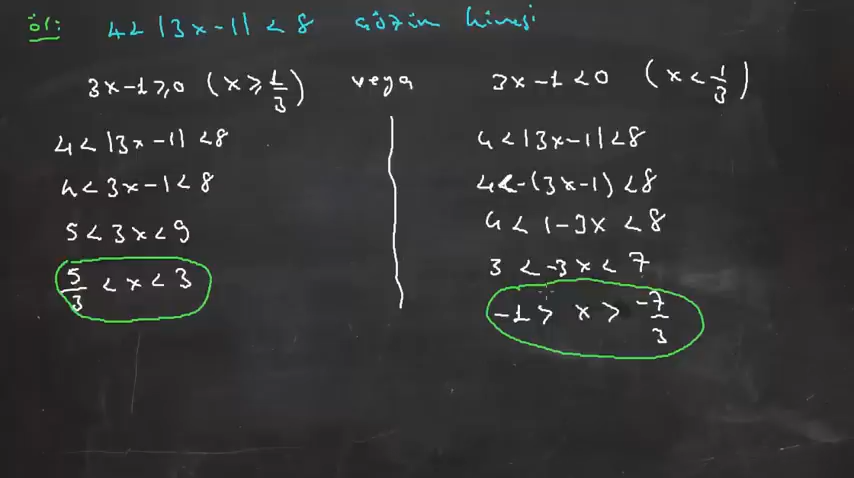 ör: 4 < |3x-1| < 8 çözüm kümesi
3x-1≥0 (x≥1/3) veya 3x-1<0 (x<1/3)
4<|3x-1|<8
4<3x-1<8
5<3x<9
5/3 < x < 3
4<|3x-1|<8
4<-(3x-1)<8
4<1-3x<8
3<-3x<7
-1> x > -7/3